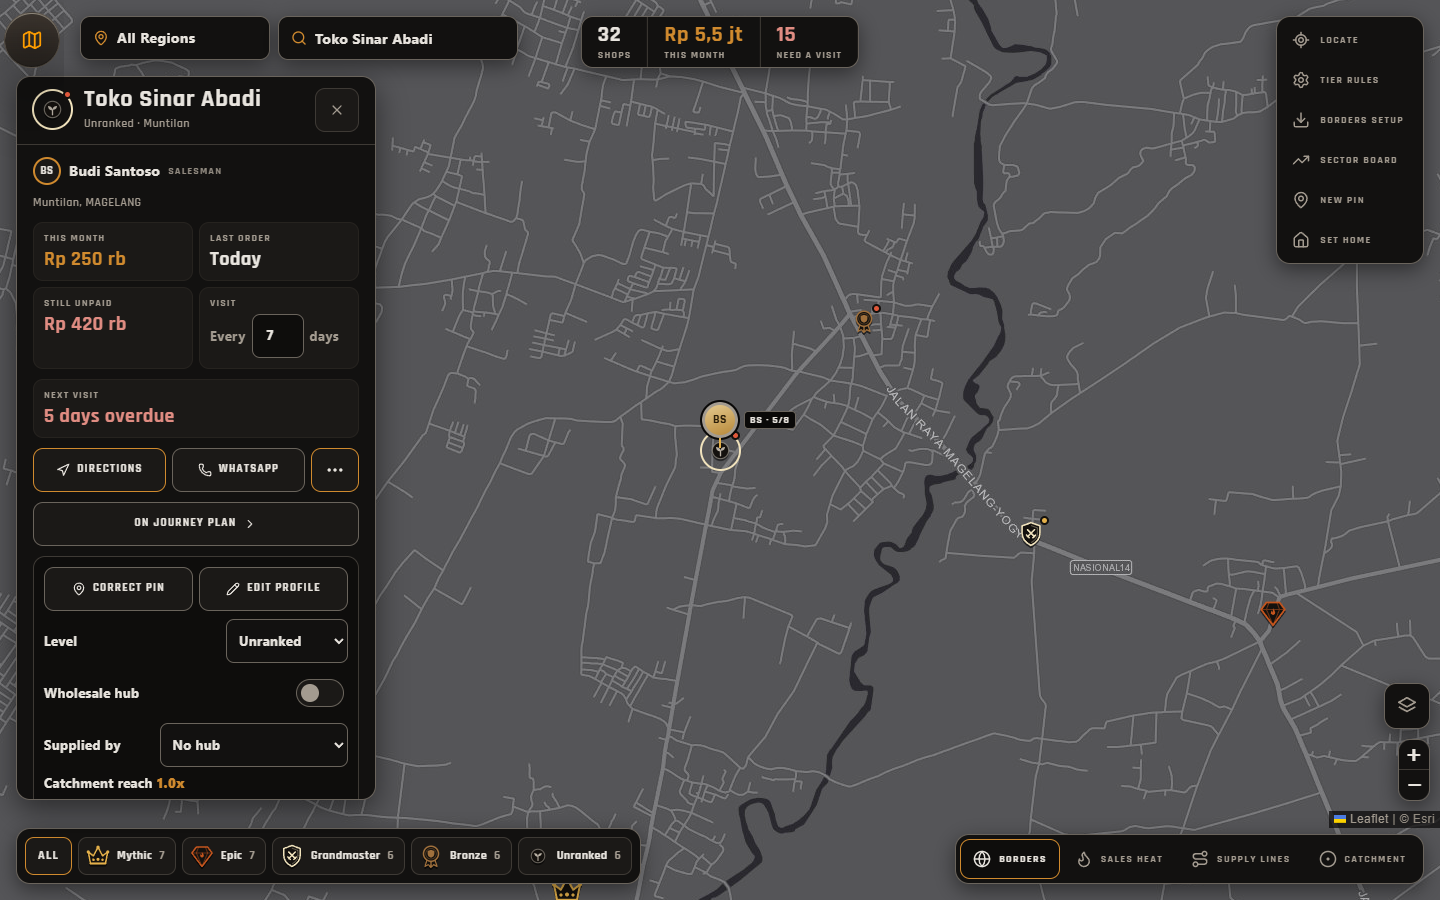 All Regions
Toko Sinar Abadi
32
SHOPS
Rp 5,5 jt
THIS MONTH
15
NEED A VISIT
LOCATE
TIER RULES
BORDERS SETUP
SECTOR BOARD
NEW PIN
SET HOME
Toko Sinar Abadi
Unranked · Muntilan
BS
Budi Santoso SALESMAN
Muntilan, MAGELANG
THIS MONTH
Rp 250 rb
LAST ORDER
Today
STILL UNPAID
Rp 420 rb
VISIT
Every 7 days
NEXT VISIT
5 days overdue
DIRECTIONS
WHATSAPP
ON JOURNEY PLAN
CORRECT PIN
EDIT PROFILE
Level
Unranked
Wholesale hub
Supplied by
No hub
Catchment reach 1.0x
BS
BS · 5/8
JALAN RAYA MAGELANG-YOGY
NASIONAL14
Leaflet | © Esri
ALL
Mythic 7
Epic 7
Grandmaster 6
Bronze 6
Unranked 6
BORDERS
SALES HEAT
SUPPLY LINES
CATCHMENT